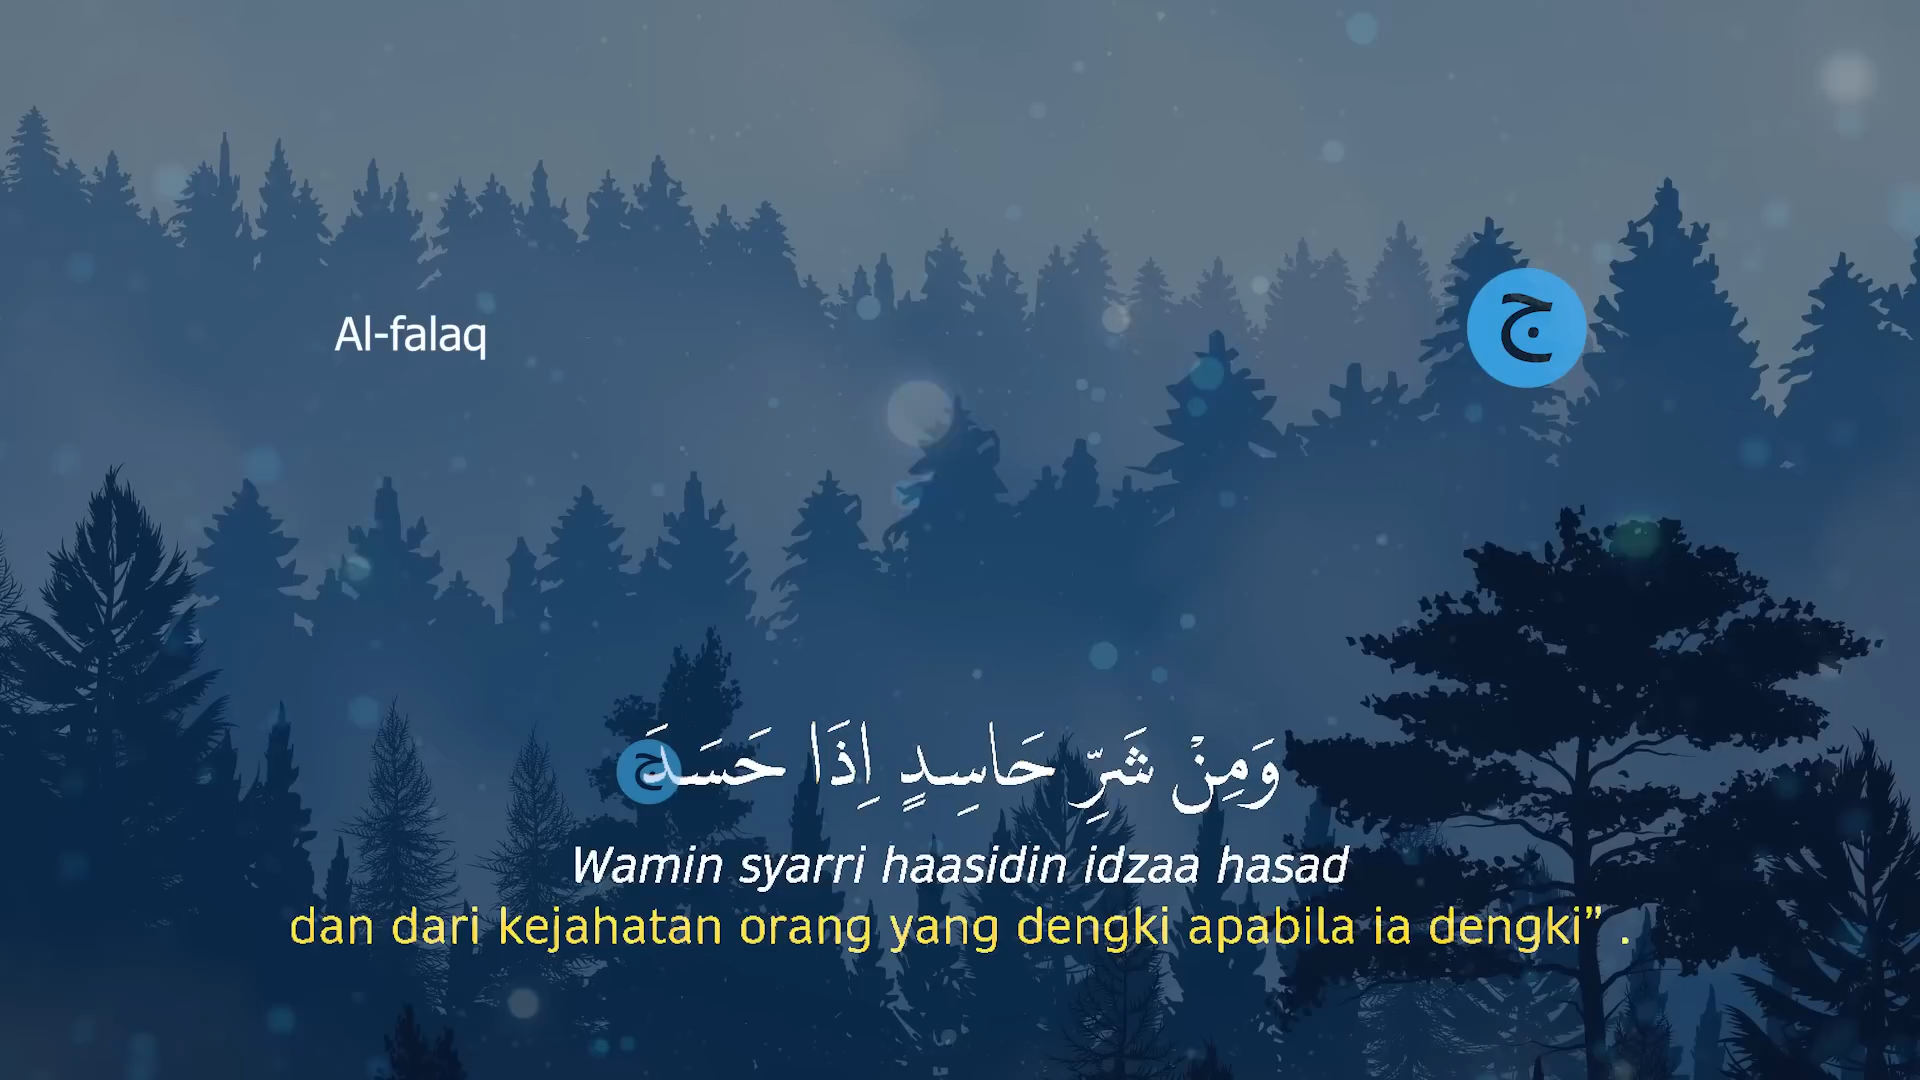 Al-falaq
ج
وَمِنْ شَرِّ حَاسِدٍ اِذَا حَسَدَ ج
Wamin syarri haasidin idzaa hasad
dan dari kejahatan orang yang dengki apabila ia dengki” .